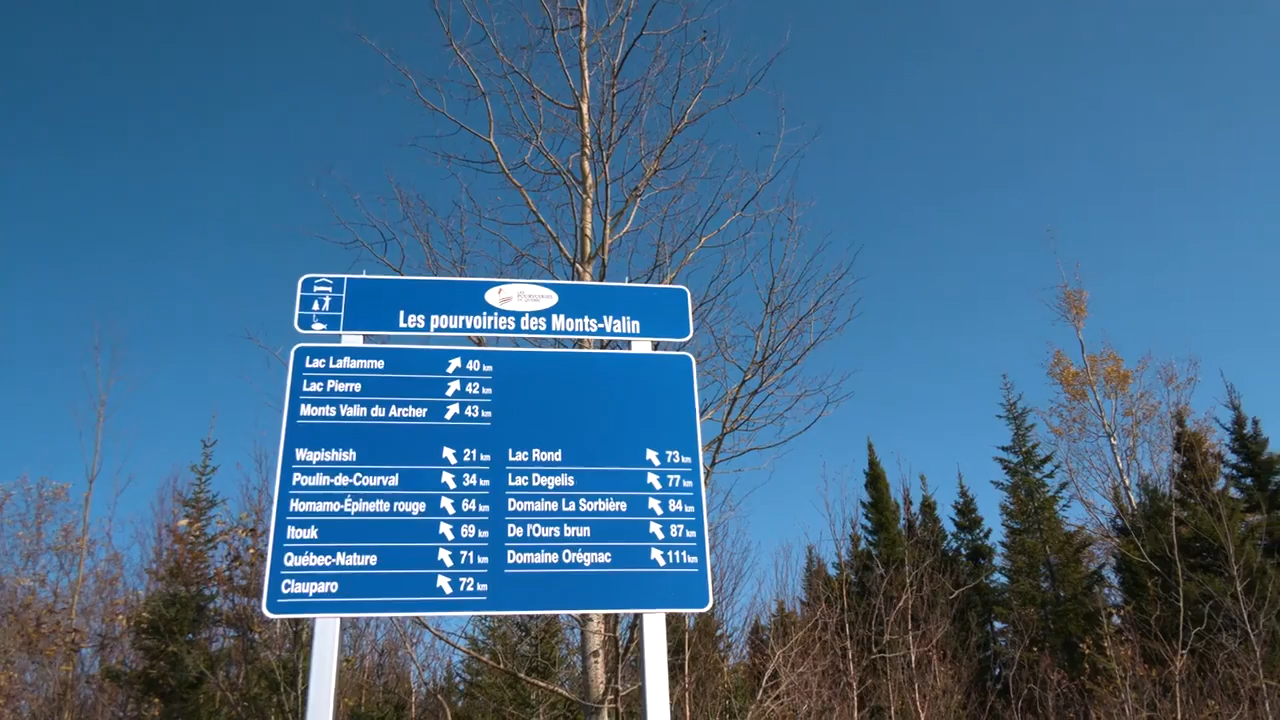 Les pourvoiries des Monts-Valin
Lac Laflamme 40 km
Lac Pierre 42 km
Monts Valin du Archer 43 km
Wapishish 21 km
Poulin-de-Courval 34 km
Homamo-Épinette rouge 64 km
Itouk 69 km
Québec-Nature 71 km
Clauparo 72 km
Lac Rond 73 km
Lac Degelis 77 km
Domaine La Sorbière 84 km
De l'Ours brun 87 km
Domaine Orégnac 111 km